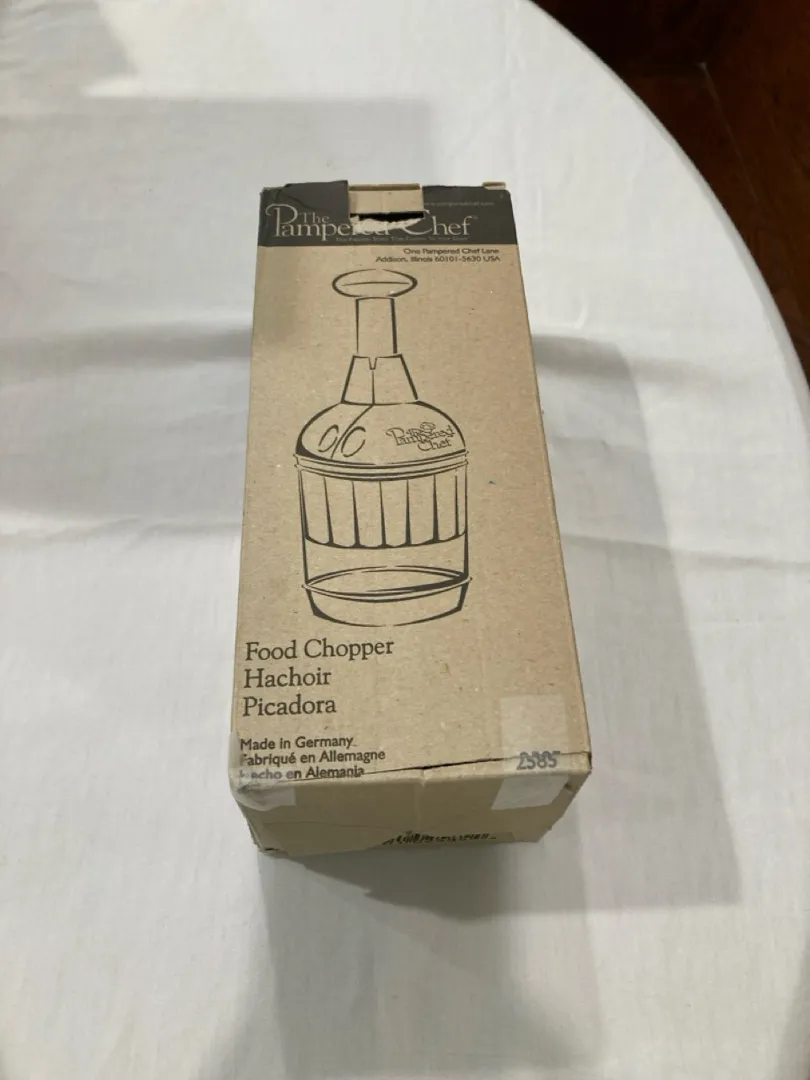 The
Pampered Chef
One Pampered Chef Lane
Addison, Illinois 60101-5630 USA
The
Pampered
Chef
Food Chopper
Hachoir
Picadora
Made in Germany
Fabriqué en Allemagne
Hecho en Alemania
2585